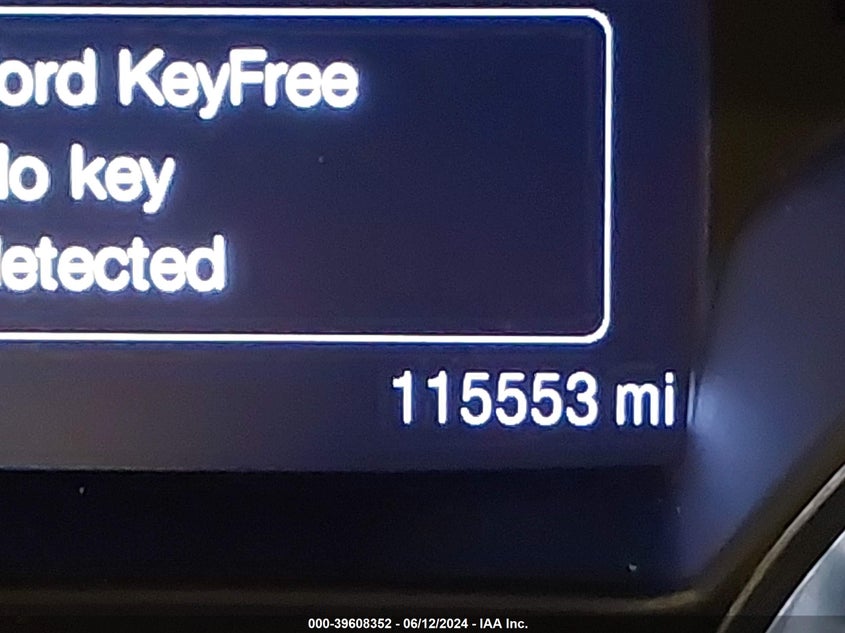 ord KeyFree
lo key
letected
115553 mi
000-39608352 - 06/12/2024 - IAA Inc.